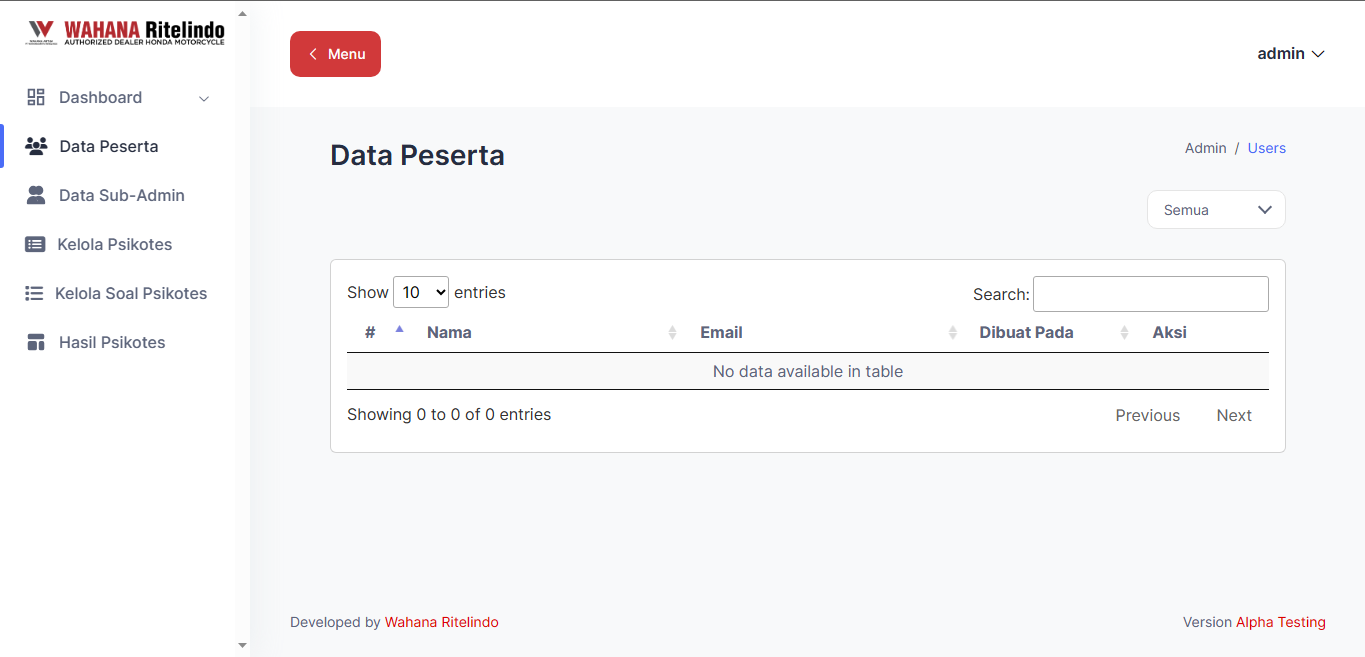 WAHANA Ritelindo
AUTHORIZED DEALER HONDA MOTORCYCLE
Menu
admin
Dashboard
Data Peserta
Data Sub-Admin
Kelola Psikotes
Kelola Soal Psikotes
Hasil Psikotes
Data Peserta
Admin / Users
Semua
Show 10 entries
Search:
# Nama Email Dibuat Pada Aksi
No data available in table
Showing 0 to 0 of 0 entries
Previous Next
Developed by Wahana Ritelindo
Version Alpha Testing